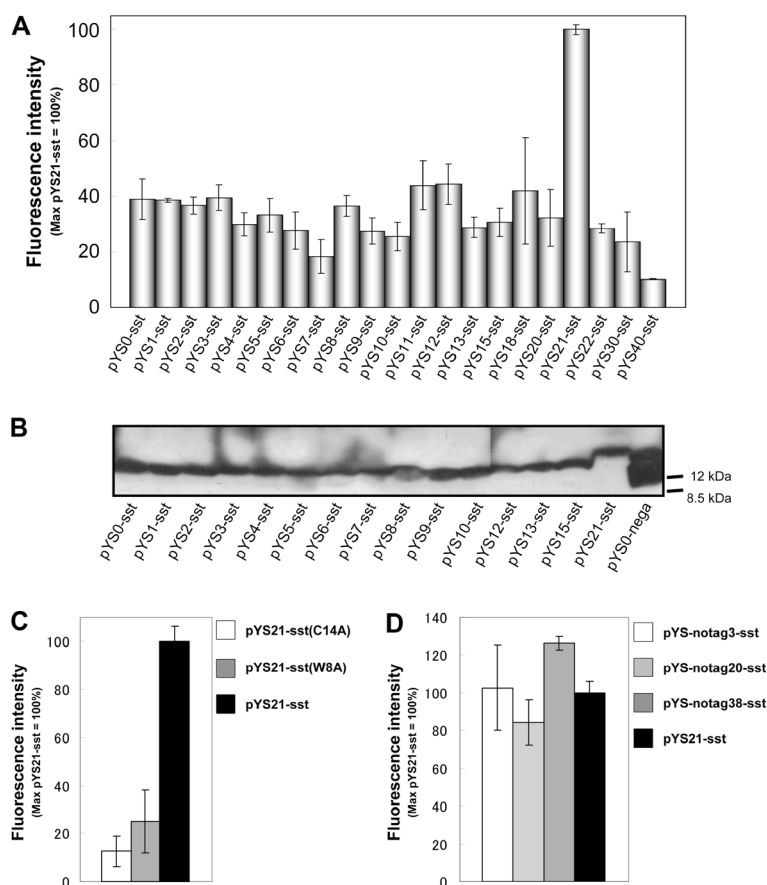 A
Fluorescence intensity
(Max pYS21-sst = 100%)
100
80
60
40
20
0
pYS0-sst
pYS1-sst
pYS2-sst
pYS3-sst
pYS4-sst
pYS5-sst
pYS6-sst
pYS7-sst
pYS8-sst
pYS9-sst
pYS10-sst
pYS11-sst
pYS12-sst
pYS13-sst
pYS15-sst
pYS18-sst
pYS20-sst
pYS21-sst
pYS22-sst
pYS30-sst
pYS40-sst
B
12 kDa
8.5 kDa
pYS0-sst
pYS1-sst
pYS2-sst
pYS3-sst
pYS4-sst
pYS5-sst
pYS6-sst
pYS7-sst
pYS8-sst
pYS9-sst
pYS10-sst
pYS12-sst
pYS13-sst
pYS15-sst
pYS21-sst
pYS0-nega
C
Fluorescence intensity
(Max pYS21-sst = 100%)
100
80
60
40
20
0
pYS21-sst(C14A)
pYS21-sst(W8A)
pYS21-sst
D
Fluorescence intensity
(Max pYS21-sst = 100%)
140
120
100
80
60
40
20
0
pYS-notag3-sst
pYS-notag20-sst
pYS-notag38-sst
pYS21-sst